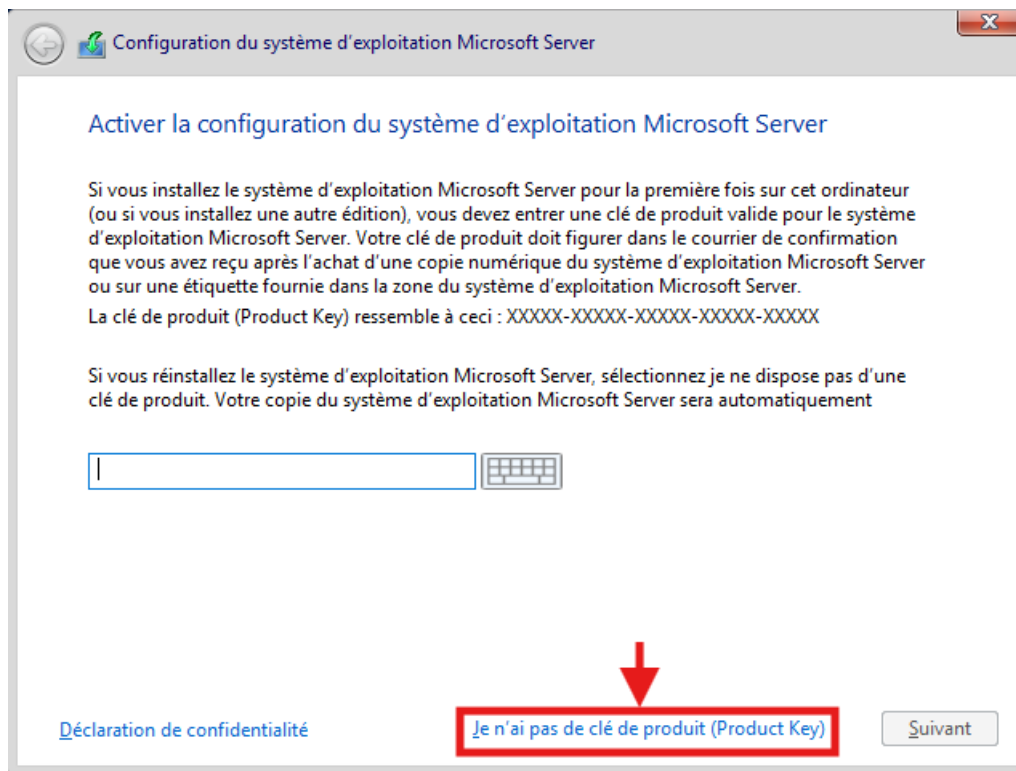 Configuration du système d'exploitation Microsoft Server
Activer la configuration du système d'exploitation Microsoft Server
Si vous installez le système d'exploitation Microsoft Server pour la première fois sur cet ordinateur
(ou si vous installez une autre édition), vous devez entrer une clé de produit valide pour le système
d'exploitation Microsoft Server. Votre clé de produit doit figurer dans le courrier de confirmation
que vous avez reçu après l'achat d'une copie numérique du système d'exploitation Microsoft Server
ou sur une étiquette fournie dans la zone du système d'exploitation Microsoft Server.
La clé de produit (Product Key) ressemble à ceci : XXXXX-XXXXX-XXXXX-XXXXX-XXXXX
Si vous réinstallez le système d'exploitation Microsoft Server, sélectionnez je ne dispose pas d'une
clé de produit. Votre copie du système d'exploitation Microsoft Server sera automatiquement
Déclaration de confidentialité
Je n'ai pas de clé de produit (Product Key)
Suivant